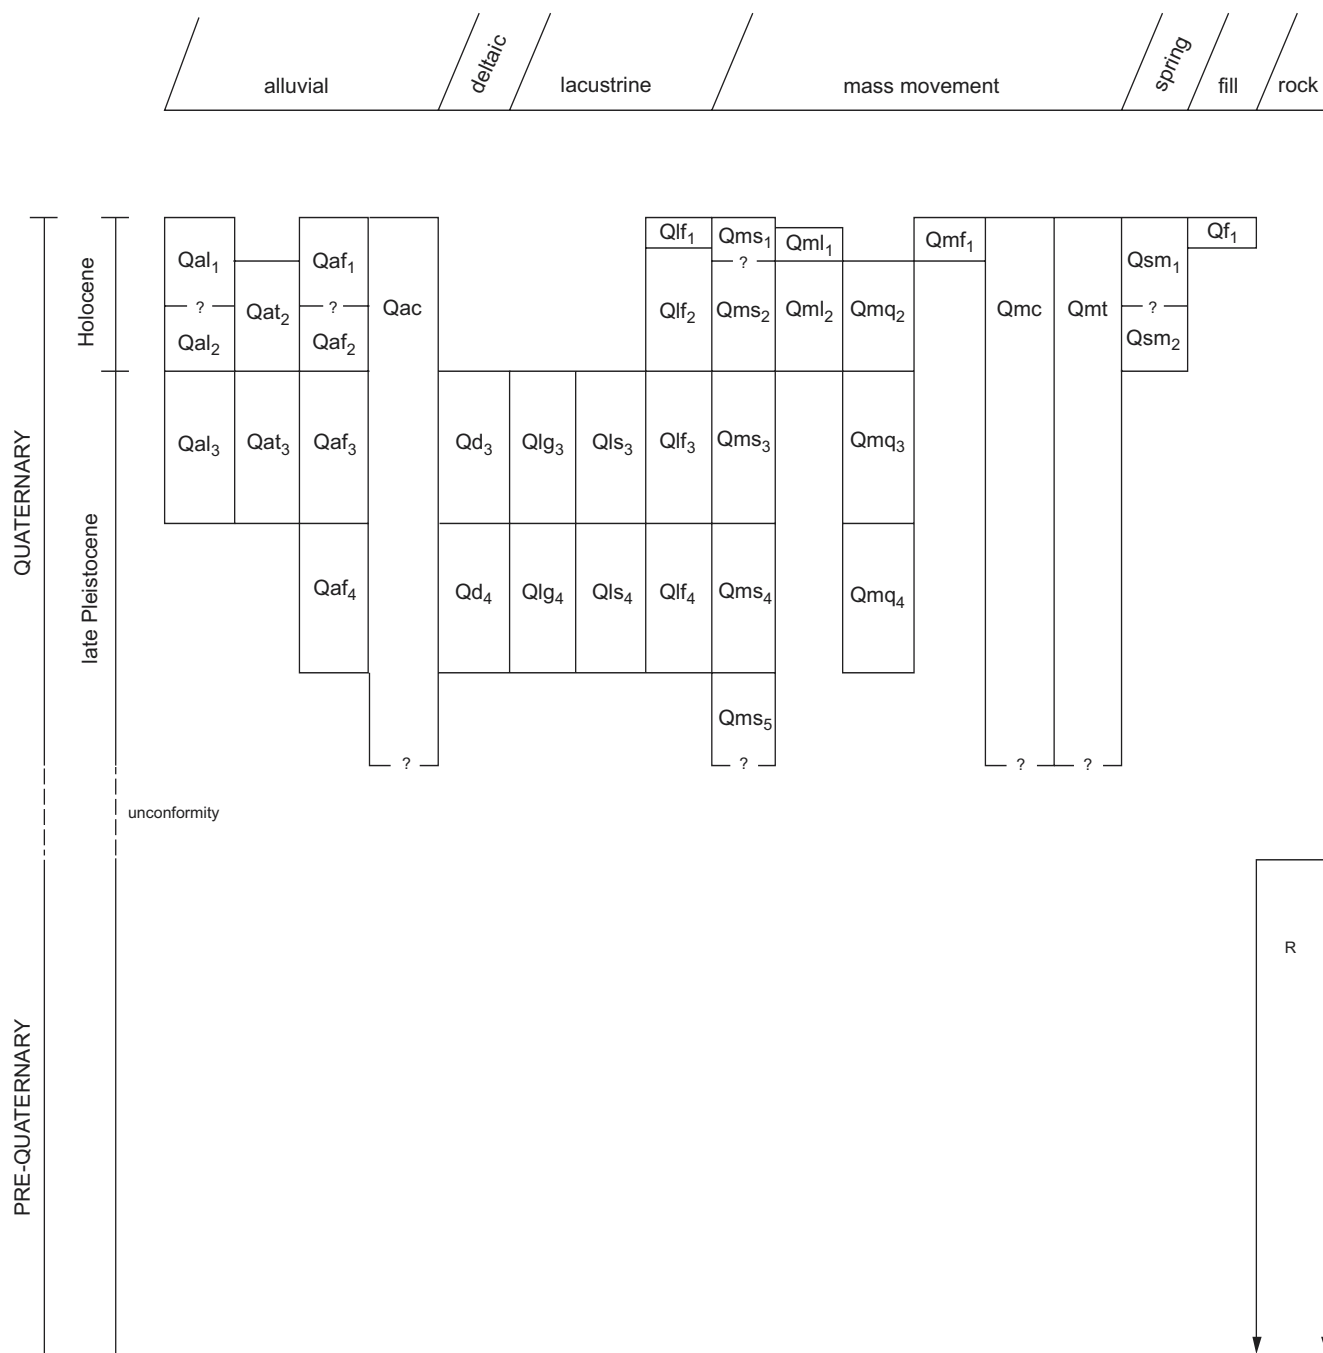 alluvial deltaic lacustrine mass movement spring fill rock
QUATERNARY
Holocene
late Pleistocene
Qal₁ Qaf₁ Qlf₁ Qms₁ Qml₁ Qmf₁ Qsm₁ Qf₁
?
? ? ?
Qat₂ Qac Qlf₂ Qms₂ Qml₂ Qmq₂ Qmc Qmt
Qal₂ Qaf₂ Qsm₂
Qal₃ Qat₃ Qaf₃ Qd₃ Qlg₃ Qls₃ Qlf₃ Qms₃ Qmq₃
Qaf₄ Qd₄ Qlg₄ Qls₄ Qlf₄ Qms₄ Qmq₄
Qms₅
? ? ? ?
unconformity
PRE-QUATERNARY
R